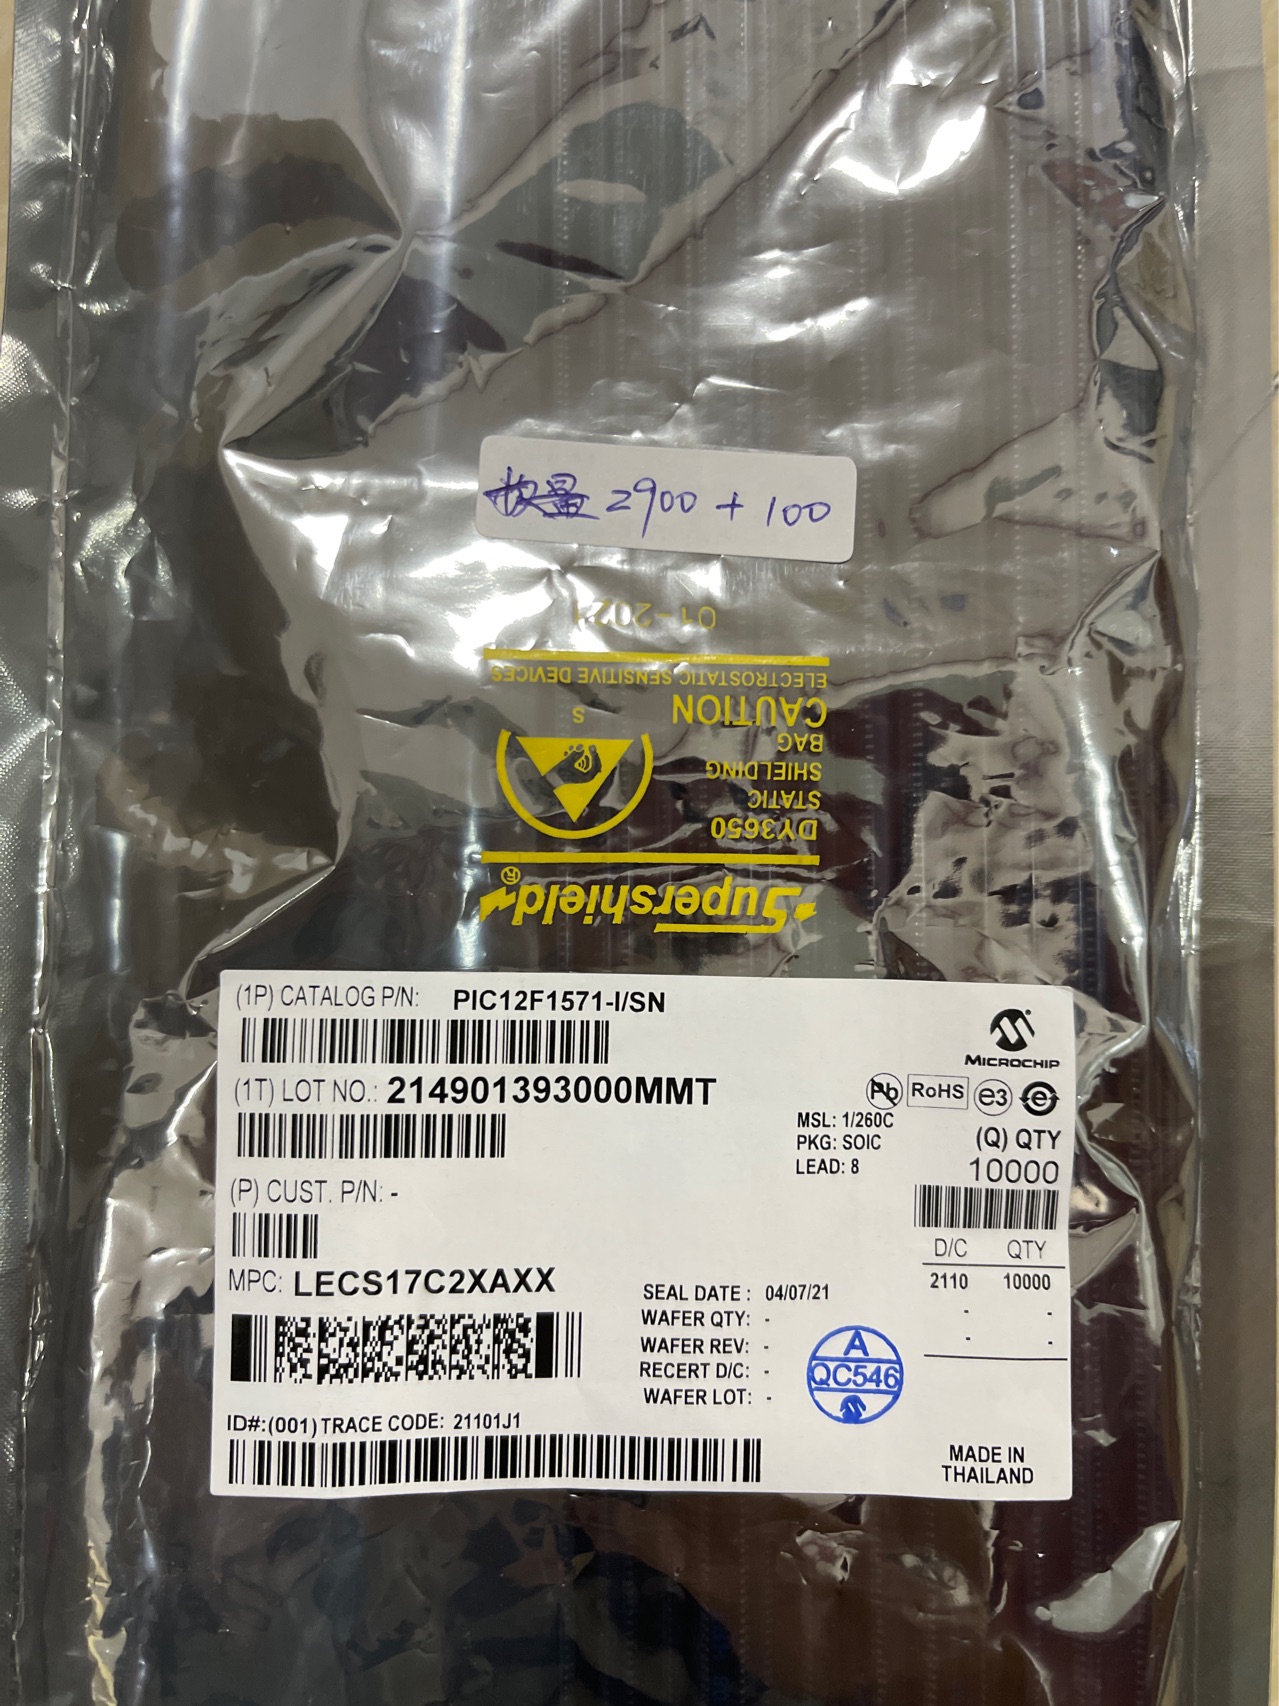 2900 + 100
01-2021
ELECTROSTATIC SENSITIVE DEVICES
CAUTION
S
BAG
SHIELDING
STATIC
DY3650
Supershield®
(1P) CATALOG P/N: PIC12F1571-I/SN
MICROCHIP
(1T) LOT NO.: 214901393000MMT
Pb RoHS e3 e
MSL: 1/260C
PKG: SOIC
LEAD: 8
(Q) QTY
10000
(P) CUST. P/N: -
D/C QTY
2110 10000
- -
- -
MPC: LECS17C2XAXX
SEAL DATE : 04/07/21
WAFER QTY: -
WAFER REV: -
RECERT D/C: -
WAFER LOT: -
A
QC546
ID#:(001) TRACE CODE: 21101J1
MADE IN
THAILAND